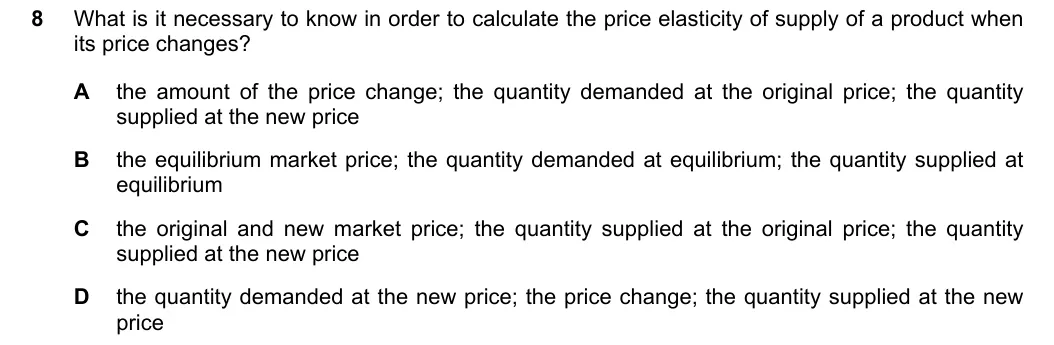 8 What is it necessary to know in order to calculate the price elasticity of supply of a product when
its price changes?
A the amount of the price change; the quantity demanded at the original price; the quantity
supplied at the new price
B the equilibrium market price; the quantity demanded at equilibrium; the quantity supplied at
equilibrium
C the original and new market price; the quantity supplied at the original price; the quantity
supplied at the new price
D the quantity demanded at the new price; the price change; the quantity supplied at the new
price